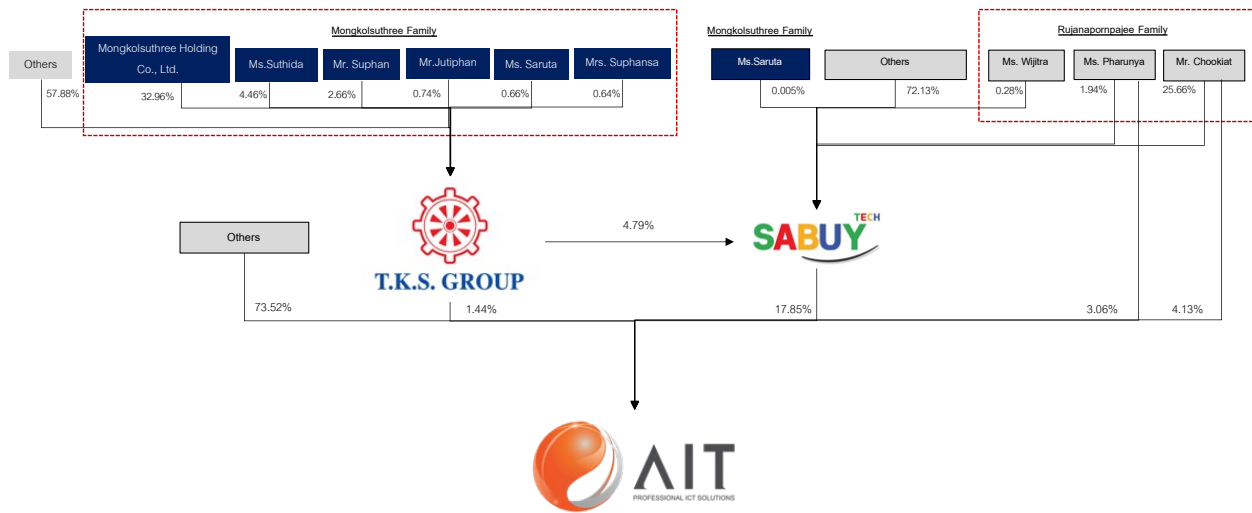 Mongkolsuthree Family
Mongkolsuthree Family
Rujanapornpajee Family
Others
Mongkolsuthree Holding
Co., Ltd.
Ms.Suthida
Mr. Suphan
Mr.Jutiphan
Ms. Saruta
Mrs. Suphansa
Ms.Saruta
Others
Ms. Wijitra
Ms. Pharunya
Mr. Chookiat
57.88%
32.96%
4.46%
2.66%
0.74%
0.66%
0.64%
0.005%
72.13%
0.28%
1.94%
25.66%
Others
T.K.S. GROUP
4.79%
SABUY TECH
73.52%
1.44%
17.85%
3.06%
4.13%
AIT
PROFESSIONAL ICT SOLUTIONS